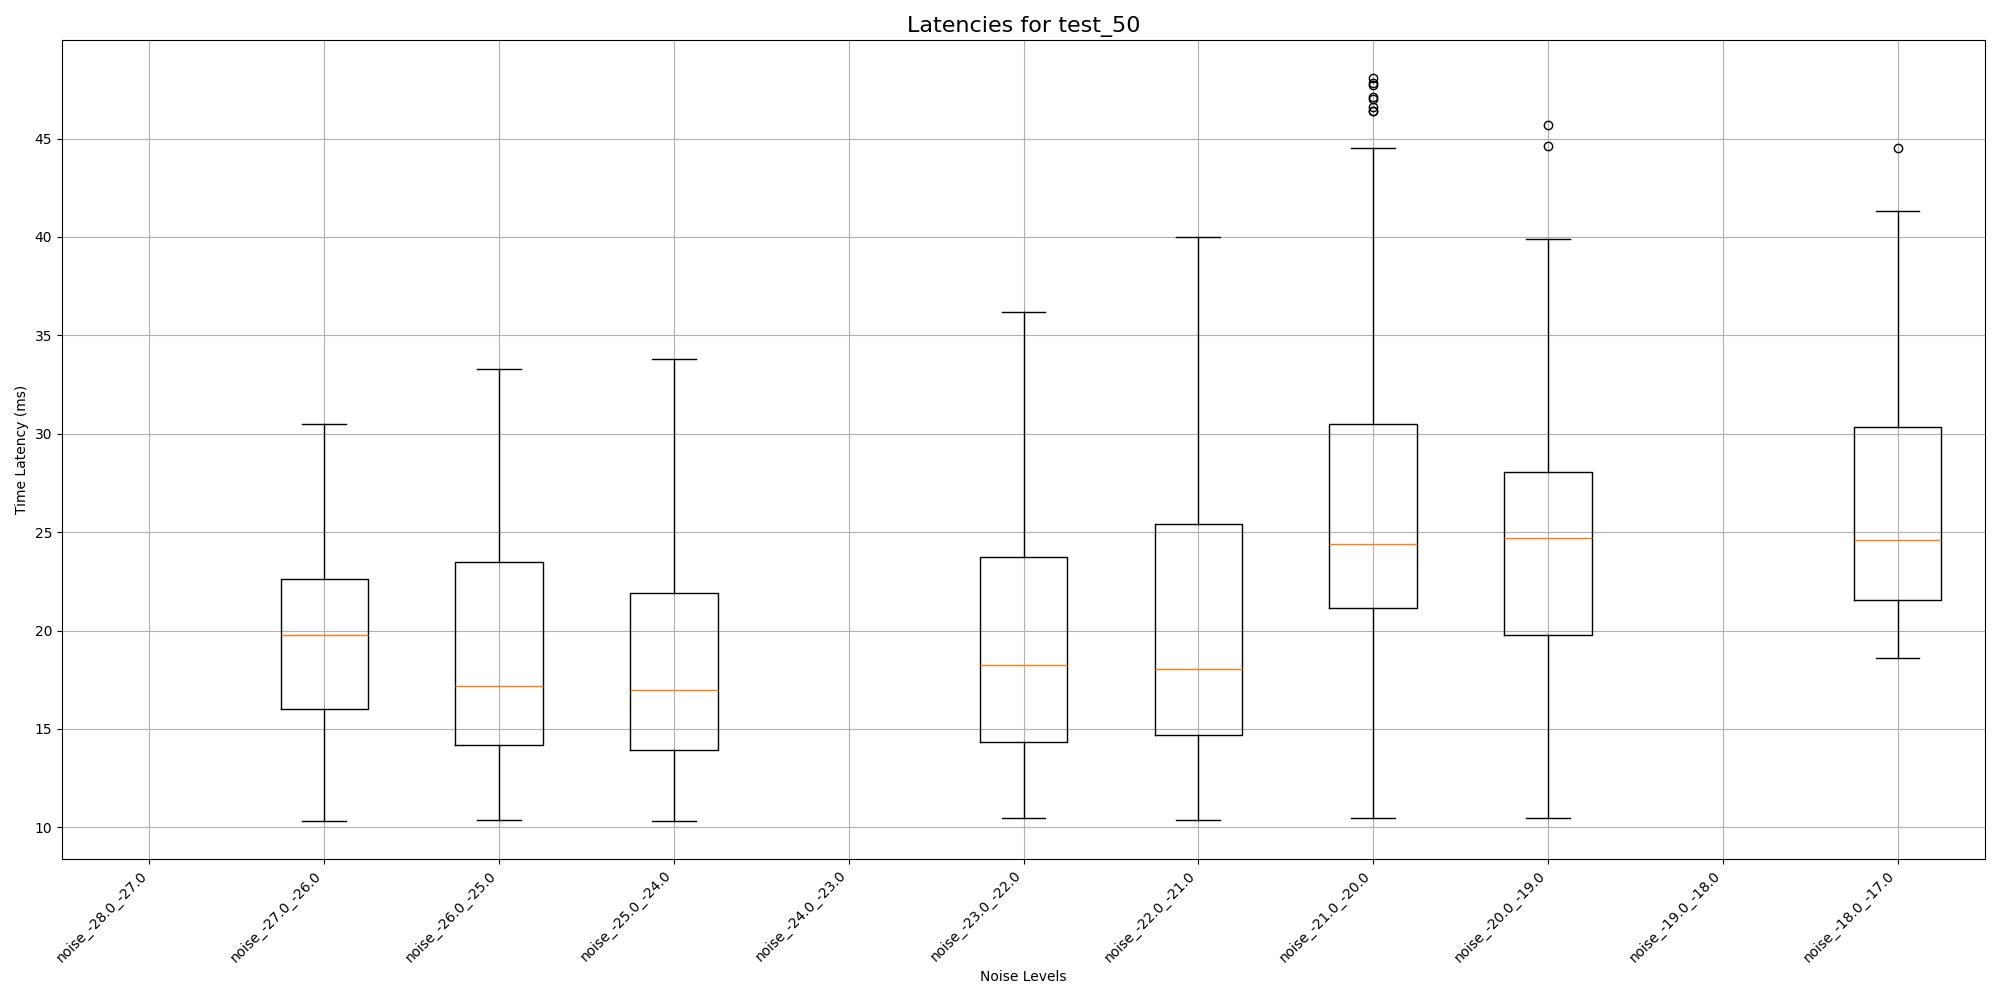 Latencies for test_50
Time Latency (ms)
45
40
35
30
25
20
15
10
noise_-28.0_-27.0
noise_-27.0_-26.0
noise_-26.0_-25.0
noise_-25.0_-24.0
noise_-24.0_-23.0
noise_-23.0_-22.0
noise_-22.0_-21.0
noise_-21.0_-20.0
noise_-20.0_-19.0
noise_-19.0_-18.0
noise_-18.0_-17.0
Noise Levels